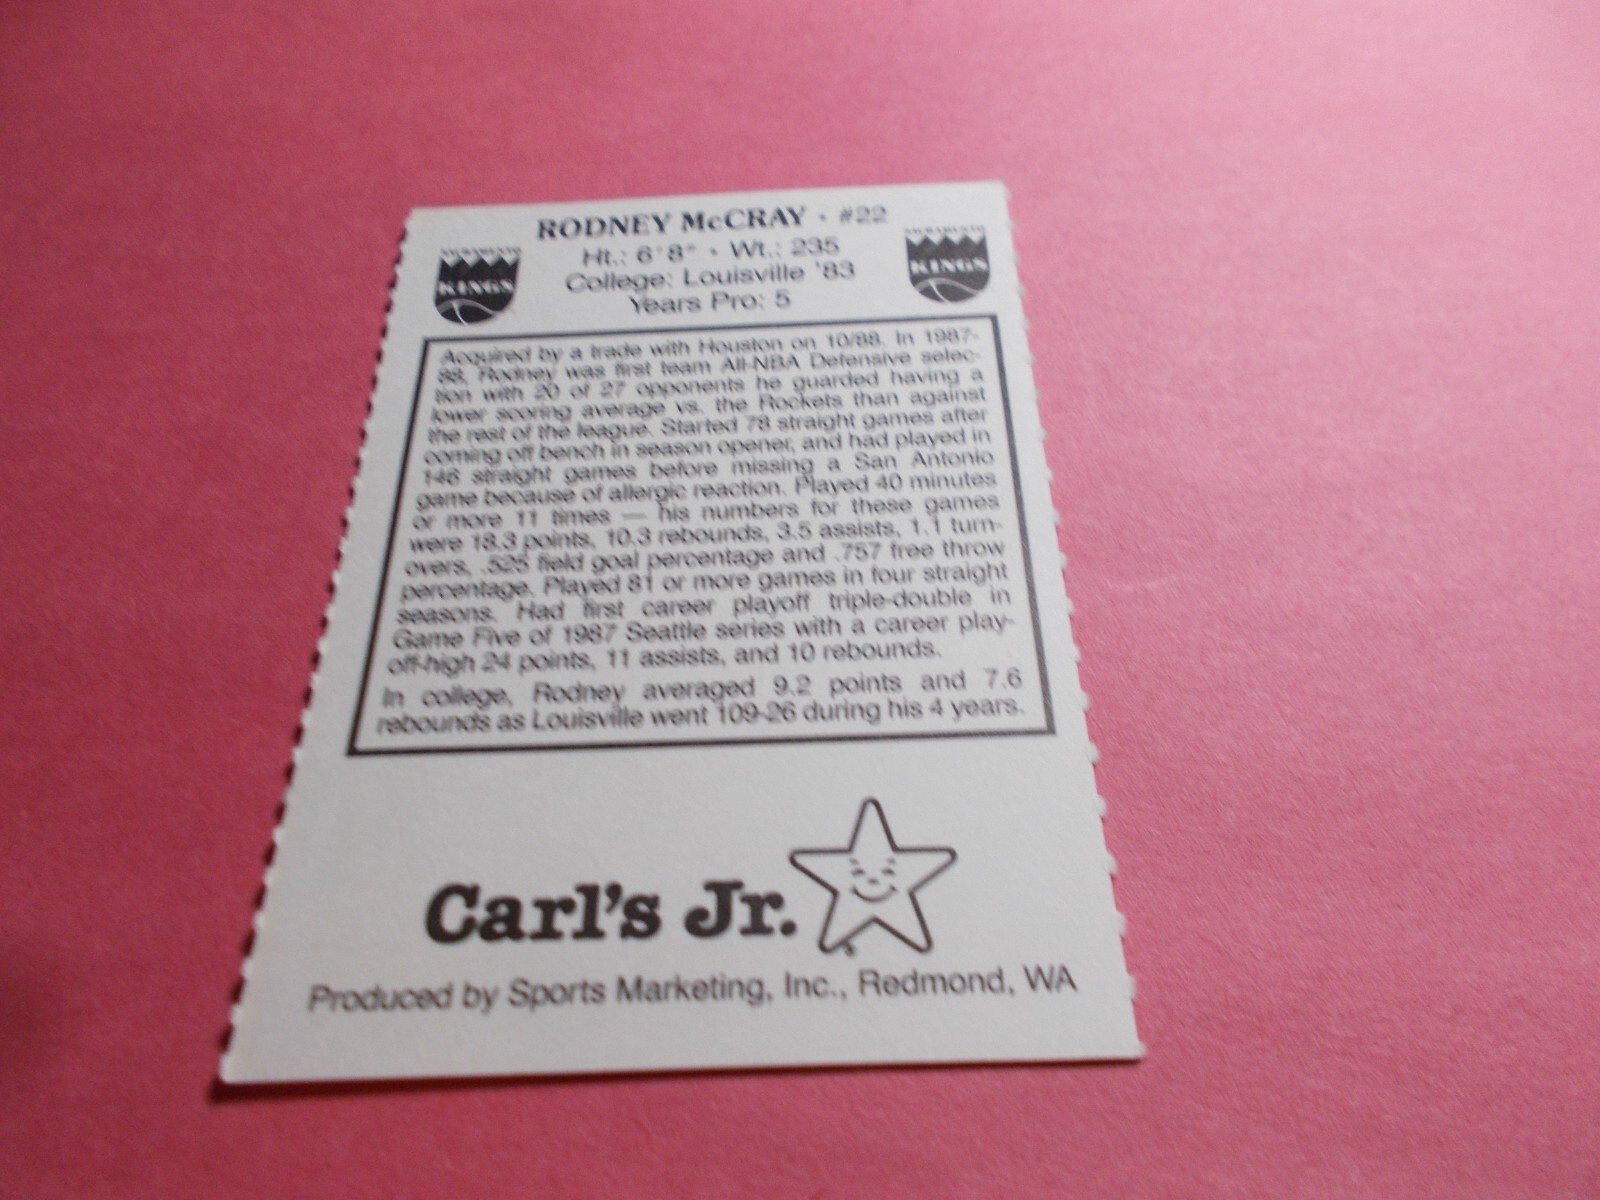 RODNEY McCRAY • #22
SACRAMENTO
KINGS
Ht.: 6'8" • Wt.: 235
College: Louisville '83
Years Pro: 5
SACRAMENTO
KINGS
Acquired by a trade with Houston on 10/88. In 1987-
88, Rodney was first team All-NBA Defensive selec-
tion with 20 of 27 opponents he guarded having a
lower scoring average vs. the Rockets than against
the rest of the league. Started 78 straight games after
coming off bench in season opener, and had played in
146 straight games before missing a San Antonio
game because of allergic reaction. Played 40 minutes
or more 11 times — his numbers for these games
were 18.3 points, 10.3 rebounds, 3.5 assists, 1.1 turn-
overs, .525 field goal percentage and .757 free throw
percentage. Played 81 or more games in four straight
seasons. Had first career playoff triple-double in
Game Five of 1987 Seattle series with a career play-
off-high 24 points, 11 assists, and 10 rebounds.
In college, Rodney averaged 9.2 points and 7.6
rebounds as Louisville went 109-26 during his 4 years.
Carl's Jr.
Produced by Sports Marketing, Inc., Redmond, WA